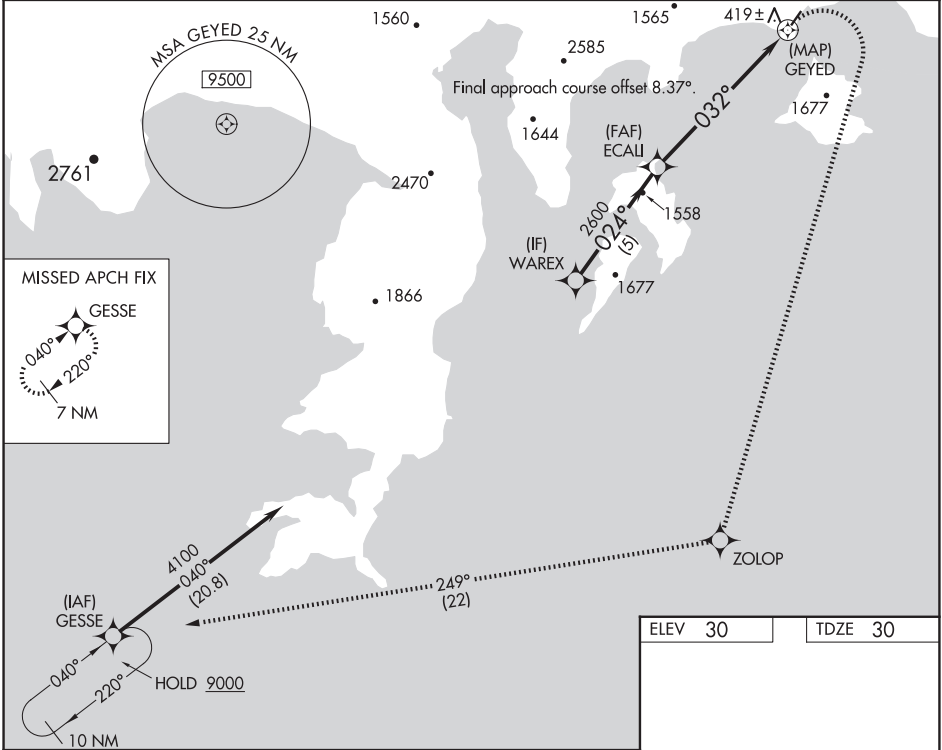 1560
1565
419±
MSA GEYED 25 NM
9500
2585
(MAP)
GEYED
Final approach course offset 8.37°.
1677
032°
1644
(FAF)
ECALI
2761
2470
1558
2600
024°
(5)
(IF)
WAREX
1677
MISSED APCH FIX
GESSE
040°
220°
7 NM
1866
4100
040°
(20.8)
ZOLOP
249°
(22)
(IAF)
GESSE
040°
220°
HOLD 9000
10 NM
ELEV 30
TDZE 30